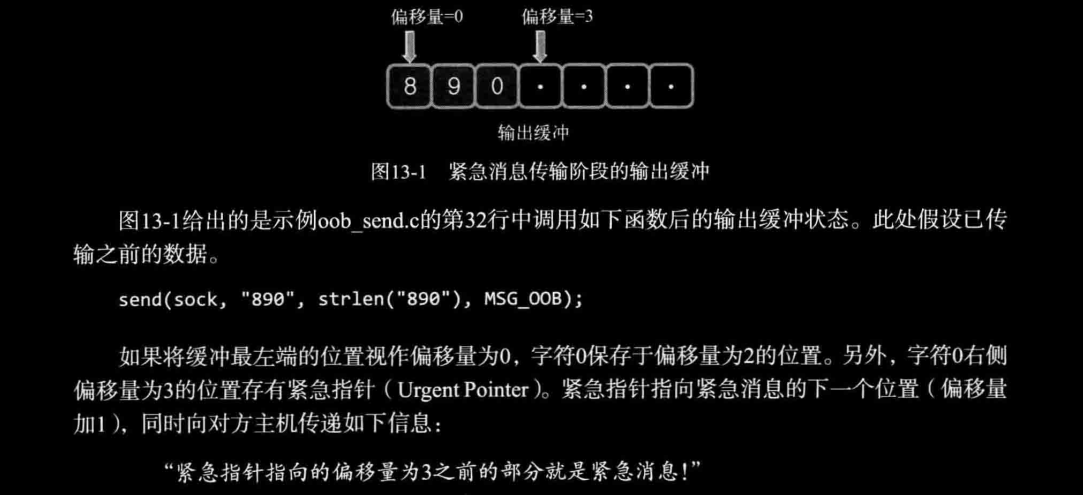 偏移量=0 偏移量=3
8 9 0 · · · ·
输出缓冲
图13-1 紧急消息传输阶段的输出缓冲
图13-1给出的是示例oob_send.c的第32行中调用如下函数后的输出缓冲状态。此处假设已传
输之前的数据。
send(sock, "890", strlen("890"), MSG_OOB);
如果将缓冲最左端的位置视作偏移量为0，字符0保存于偏移量为2的位置。另外，字符0右侧
偏移量为3的位置存有紧急指针（Urgent Pointer）。紧急指针指向紧急消息的下一个位置（偏移量
加1），同时向对方主机传递如下信息：
“紧急指针指向的偏移量为3之前的部分就是紧急消息！”